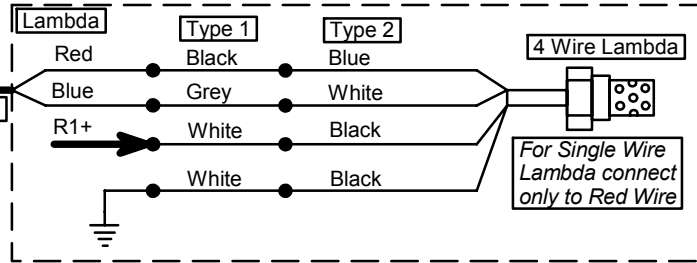 Lambda Type 1 Type 2
Red Black Blue
4 Wire Lambda
Blue Grey White
R1+ White Black
For Single Wire
Lambda connect
only to Red Wire
White Black